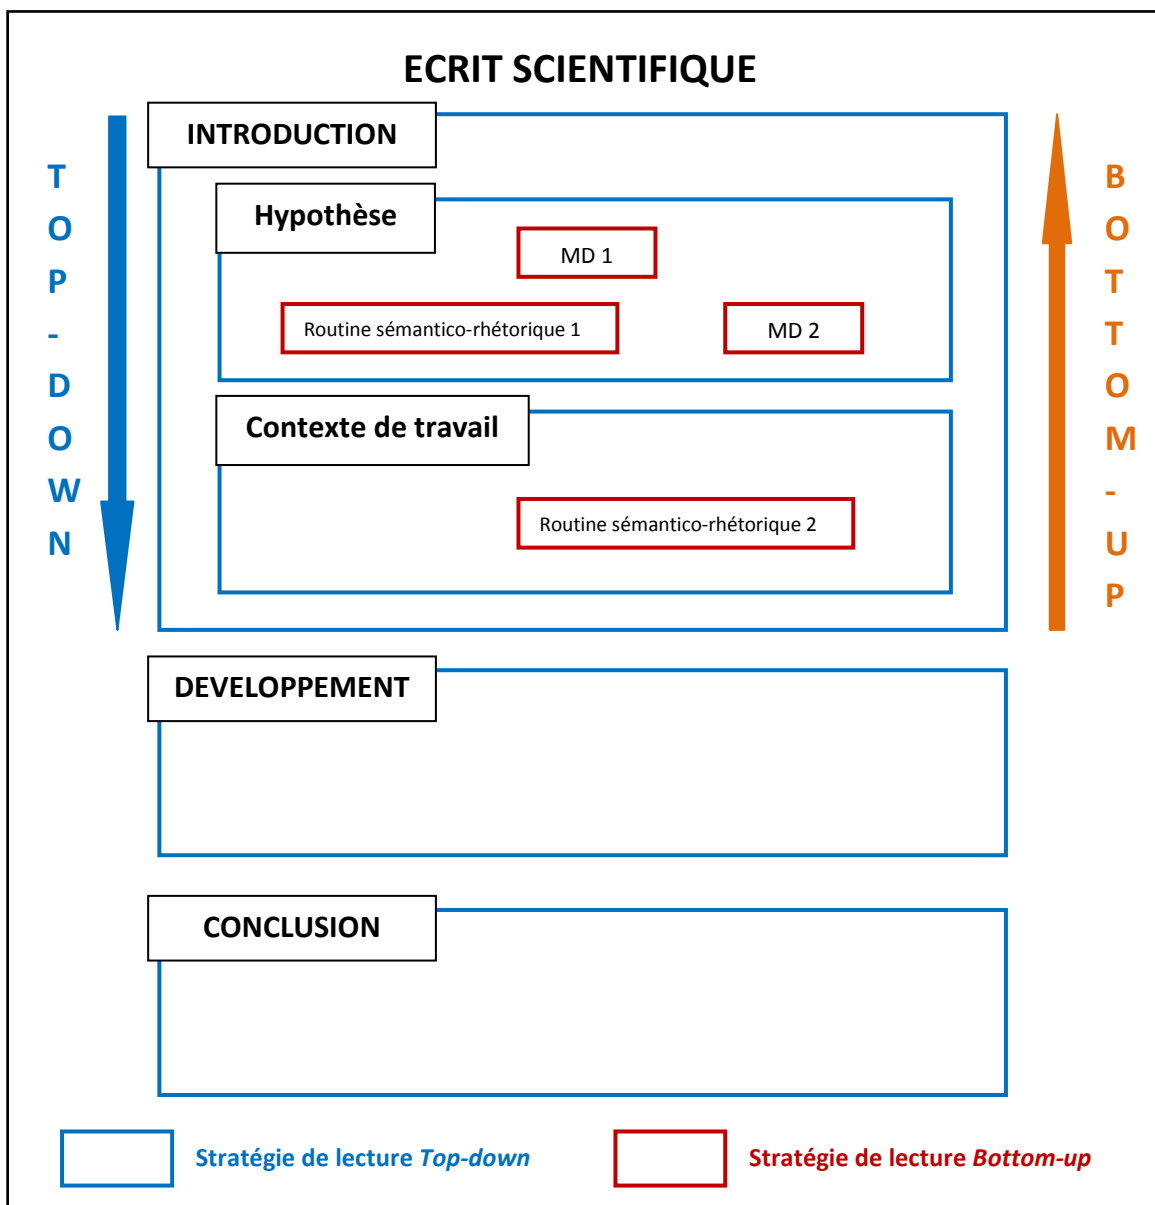 ECRIT SCIENTIFIQUE
TOP-DOWN
INTRODUCTION
Hypothèse
MD 1
Routine sémantico-rhétorique 1
MD 2
Contexte de travail
Routine sémantico-rhétorique 2
BOTTOM-UP
DEVELOPPEMENT
CONCLUSION
Stratégie de lecture Top-down
Stratégie de lecture Bottom-up